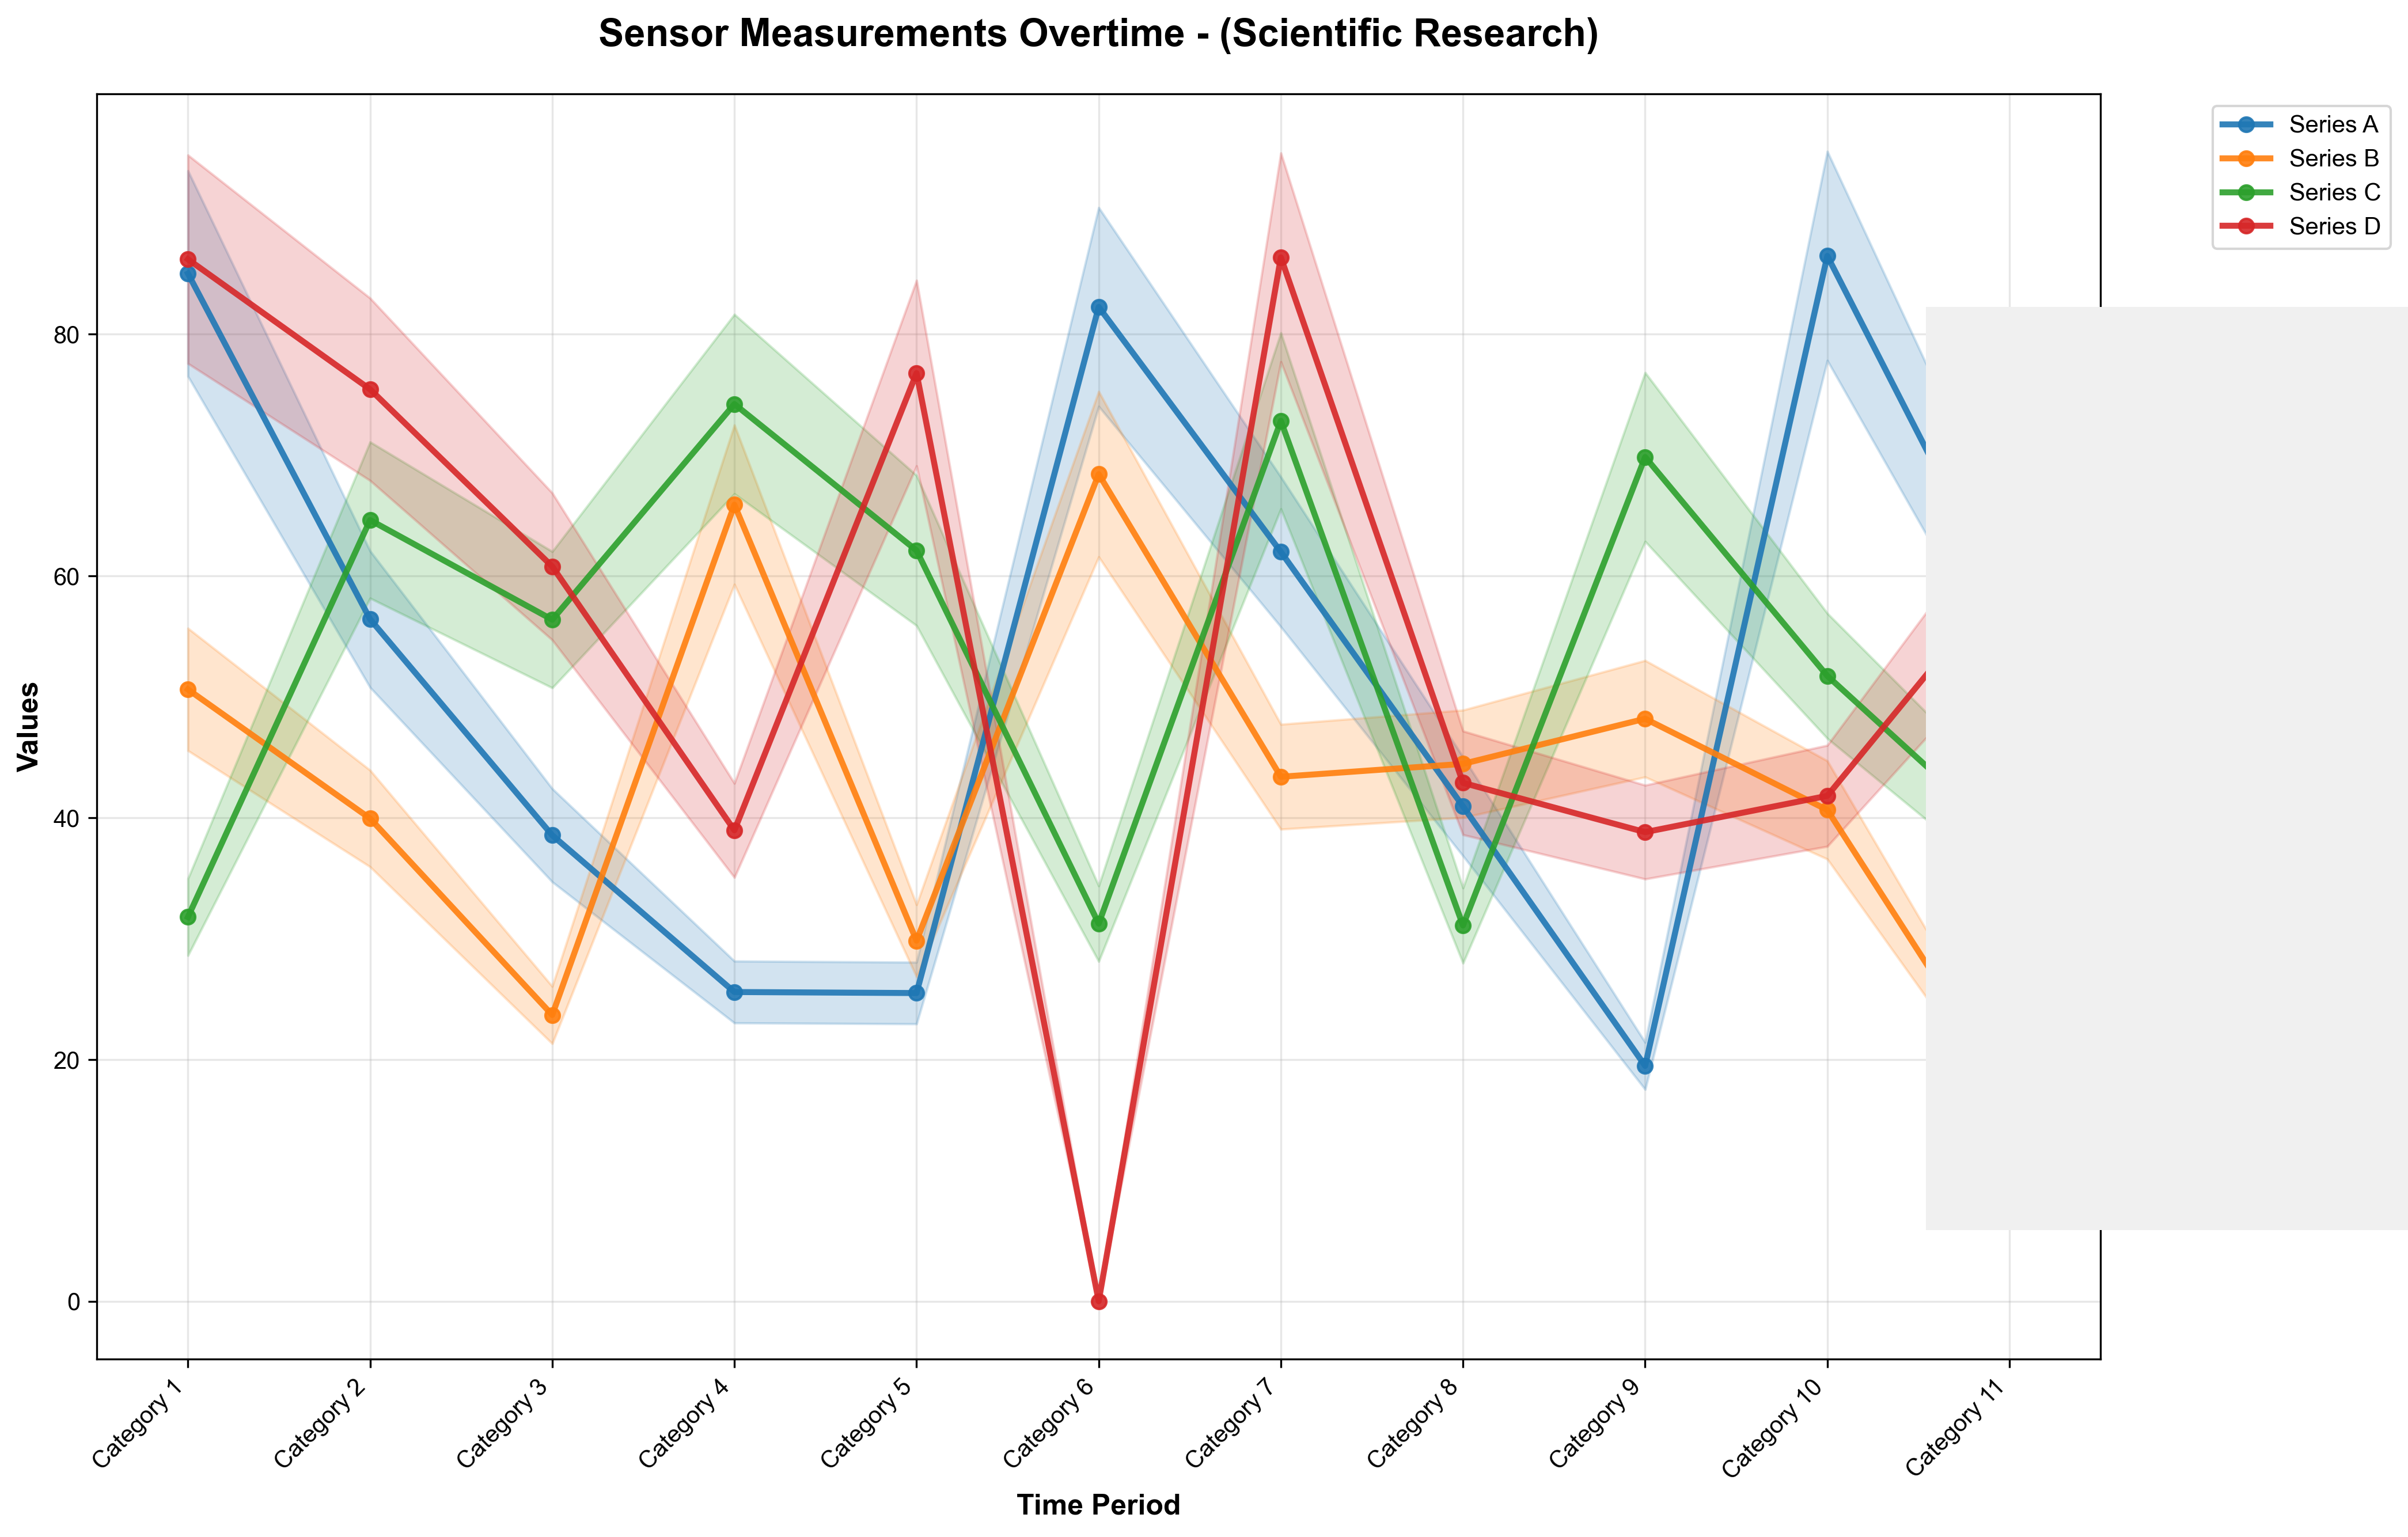 Sensor Measurements Overtime - (Scientific Research)
Series A
Series B
Series C
Series D
Values
80
60
40
20
0
Category 1
Category 2
Category 3
Category 4
Category 5
Category 6
Category 7
Category 8
Category 9
Category 10
Category 11
Time Period